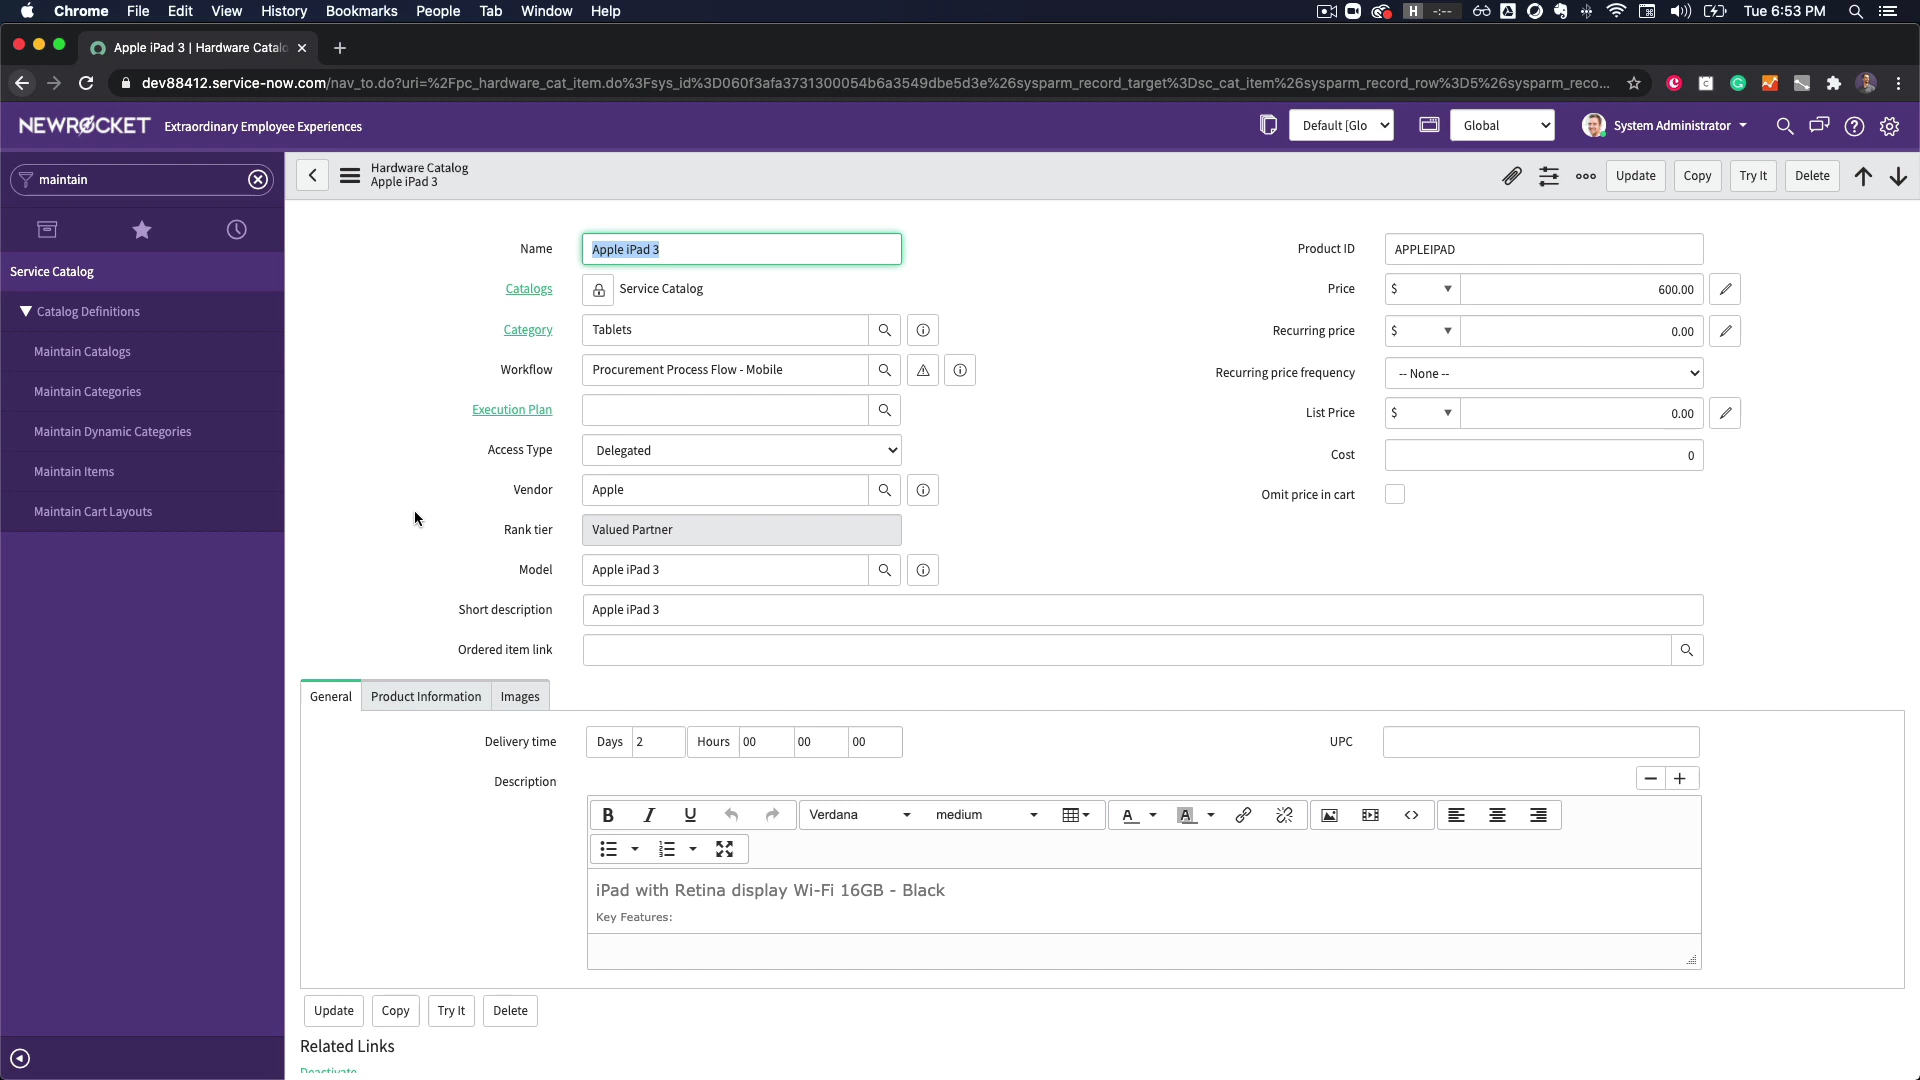 Chrome File Edit View History Bookmarks People Tab Window Help
H -:-- Tue 6:53 PM
Apple iPad 3 | Hardware Catalo
dev88412.service-now.com/nav_to.do?uri=%2Fpc_hardware_cat_item.do%3Fsys_id%3D060f3afa3731300054b6a3549dbe5d3e%26sysparm_record_target%3Dsc_cat_item%26sysparm_record_row%3D5%26sysparm_reco...
NEWROCKET Extraordinary Employee Experiences
Default [Glo
Global
System Administrator
maintain
Hardware Catalog
Apple iPad 3
Update Copy Try It Delete
Service Catalog
Catalog Definitions
Maintain Catalogs
Maintain Categories
Maintain Dynamic Categories
Maintain Items
Maintain Cart Layouts
Name Apple iPad 3
Catalogs Service Catalog
Category Tablets
Workflow Procurement Process Flow - Mobile
Execution Plan
Access Type Delegated
Vendor Apple
Rank tier Valued Partner
Model Apple iPad 3
Short description Apple iPad 3
Ordered item link
Product ID APPLEIPAD
Price $ 600.00
Recurring price $ 0.00
Recurring price frequency -- None --
List Price $ 0.00
Cost 0
Omit price in cart
General Product Information Images
Delivery time Days 2 Hours 00 00 00
UPC
Description
B I U Verdana medium A A
iPad with Retina display Wi-Fi 16GB - Black
Key Features:
Update Copy Try It Delete
Related Links
Deactivate